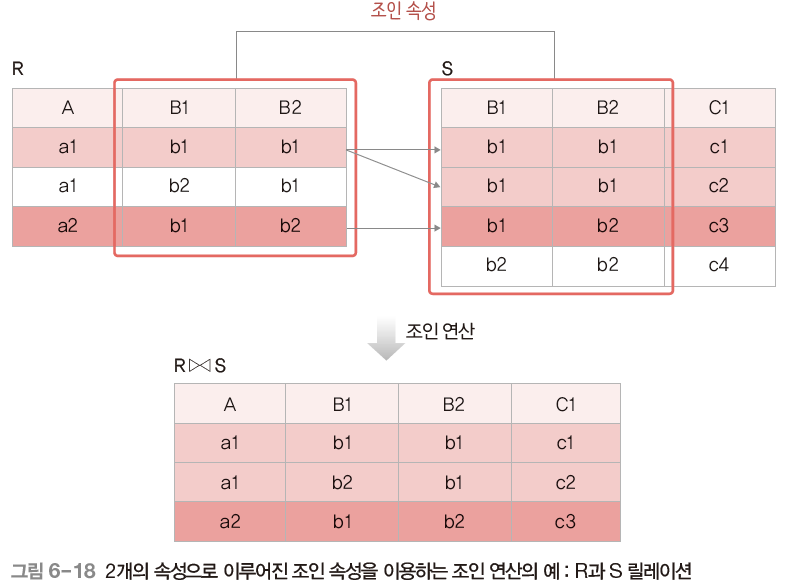 조인 속성
R
A B1 B2
a1 b1 b1
a1 b2 b1
a2 b1 b2
S
B1 B2 C1
b1 b1 c1
b1 b1 c2
b1 b2 c3
b2 b2 c4
조인 연산
R⋈S
A B1 B2 C1
a1 b1 b1 c1
a1 b2 b1 c2
a2 b1 b2 c3
그림 6-18 2개의 속성으로 이루어진 조인 속성을 이용하는 조인 연산의 예 : R과 S 릴레이션